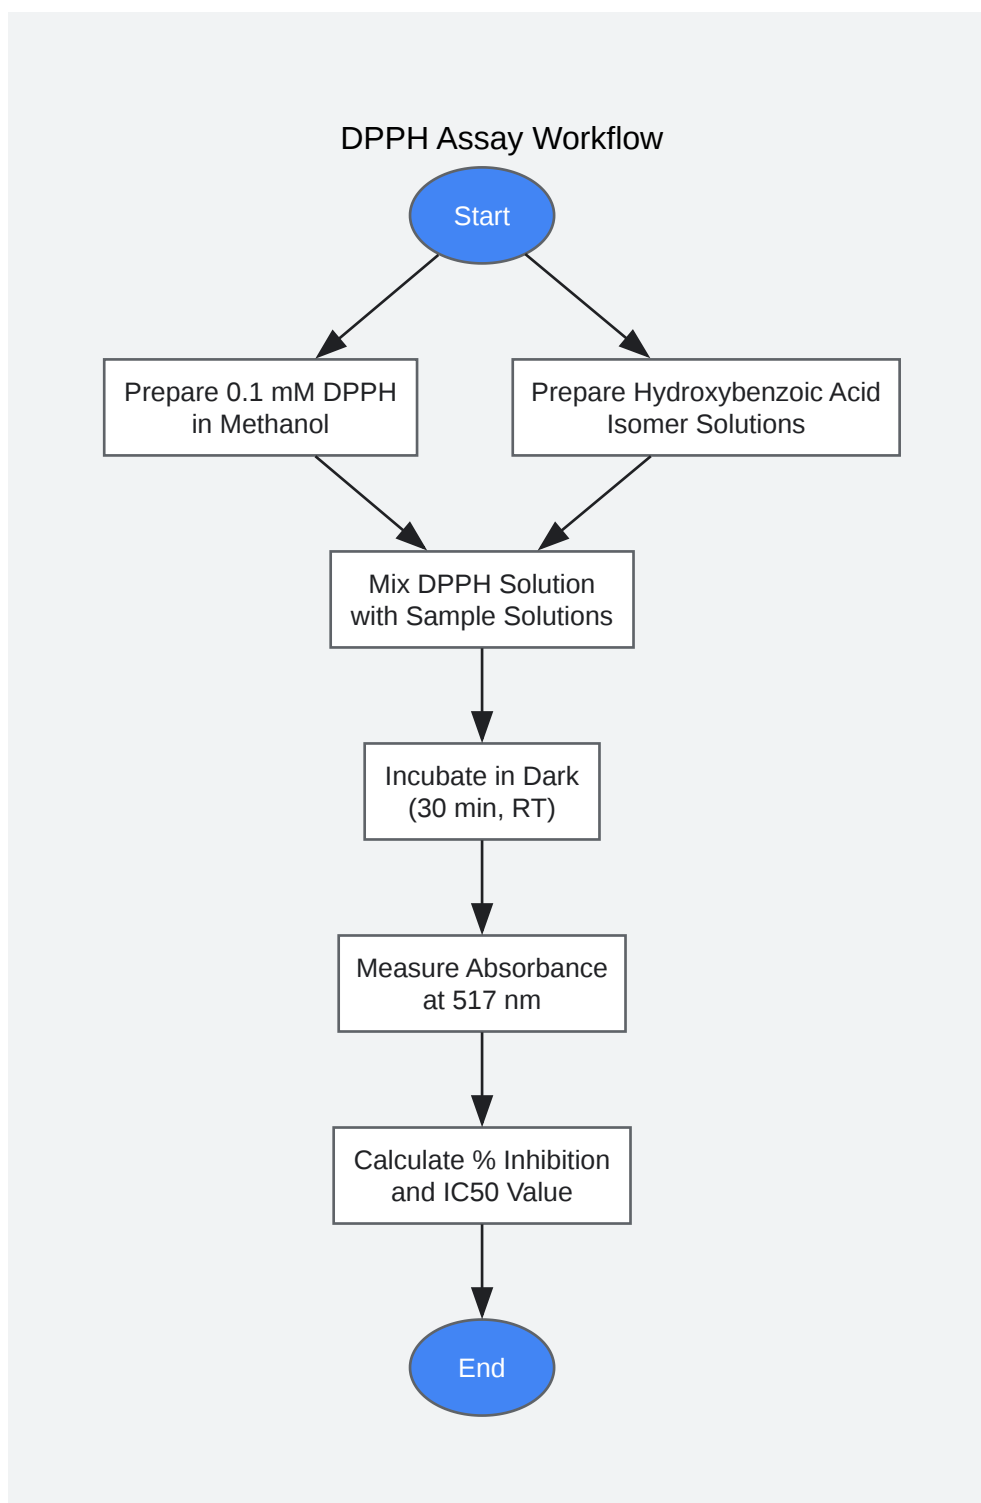 DPPH Assay Workflow
Start
Prepare 0.1 mM DPPH
in Methanol
Prepare Hydroxybenzoic Acid
Isomer Solutions
Mix DPPH Solution
with Sample Solutions
Incubate in Dark
(30 min, RT)
Measure Absorbance
at 517 nm
Calculate % Inhibition
and IC50 Value
End